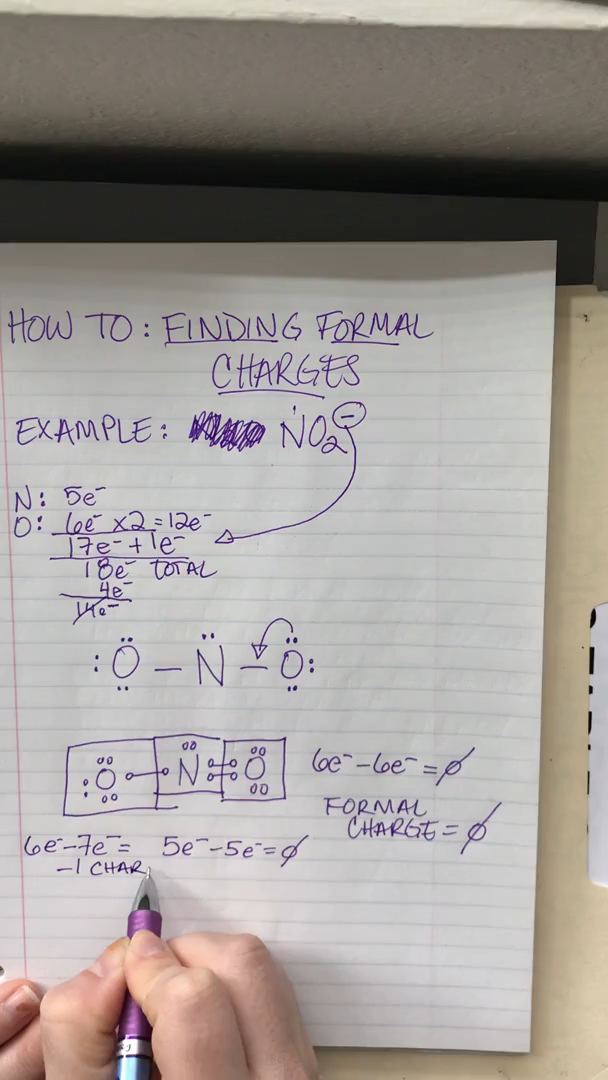 HOW TO: FINDING FORMAL
CHARGES
EXAMPLE: NO₂⁻
N: 5e⁻
O: 6e⁻ x2 = 12e⁻
17e⁻ + 1e⁻
18e⁻ TOTAL
4e⁻
14e⁻
:O — N — O:
:O — N = O
6e⁻ - 6e⁻ = ∅
FORMAL
CHARGE = ∅
6e⁻ - 7e⁻ =
-1 CHAR
5e⁻ - 5e⁻ = ∅